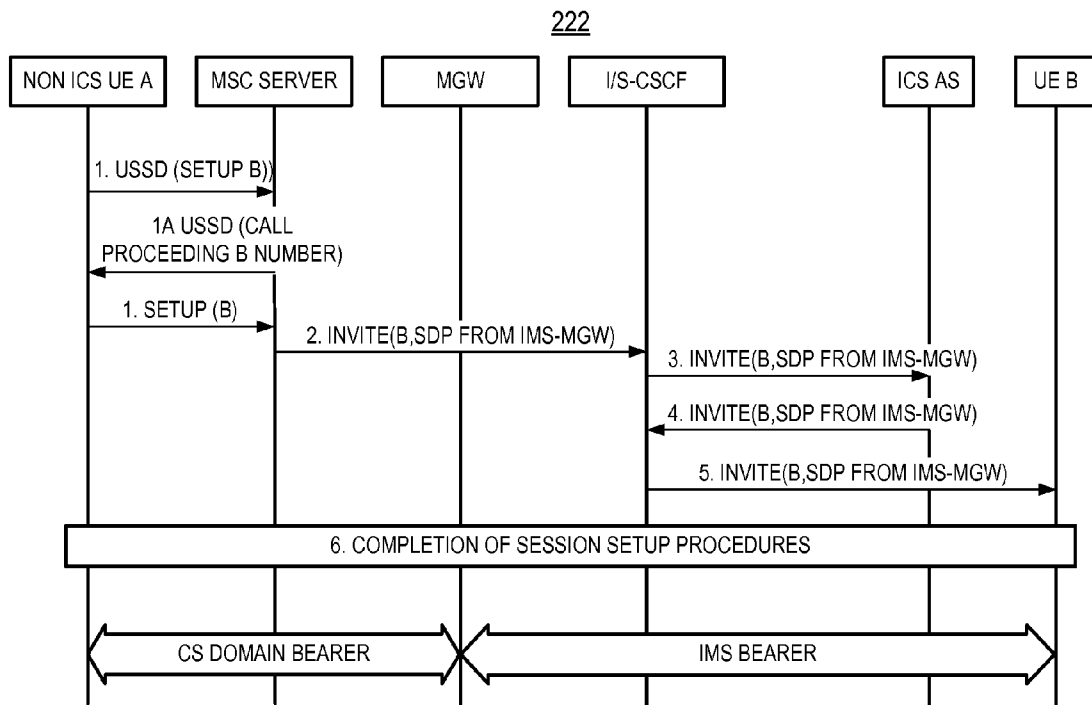 222
NON ICS UE A
MSC SERVER
MGW
I/S-CSCF
ICS AS
UE B
1. USSD (SETUP B))
1A USSD (CALL
PROCEEDING B NUMBER)
1. SETUP (B)
2. INVITE(B,SDP FROM IMS-MGW)
3. INVITE(B,SDP FROM IMS-MGW)
4. INVITE(B,SDP FROM IMS-MGW)
5. INVITE(B,SDP FROM IMS-MGW)
6. COMPLETION OF SESSION SETUP PROCEDURES
CS DOMAIN BEARER
IMS BEARER